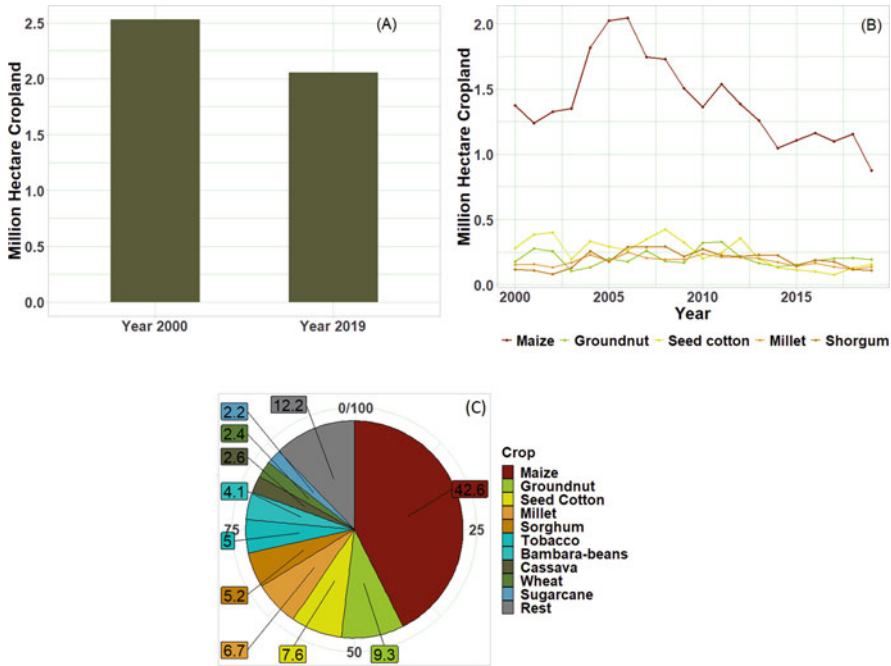 (A)
Million Hectare Cropland
2.5
2.0
1.5
1.0
0.5
0.0
Year 2000
Year 2019
(B)
Million Hectare Cropland
2.0
1.5
1.0
0.5
0.0
2000
2005
2010
2015
Year
Maize Groundnut Seed cotton Millet Shorgum
(C)
0/100
25
50
75
12.2
2.2
2.4
2.6
4.1
5
5.2
6.7
7.6
9.3
42.6
Crop
Maize
Groundnut
Seed Cotton
Millet
Sorghum
Tobacco
Bambara-beans
Cassava
Wheat
Sugarcane
Rest